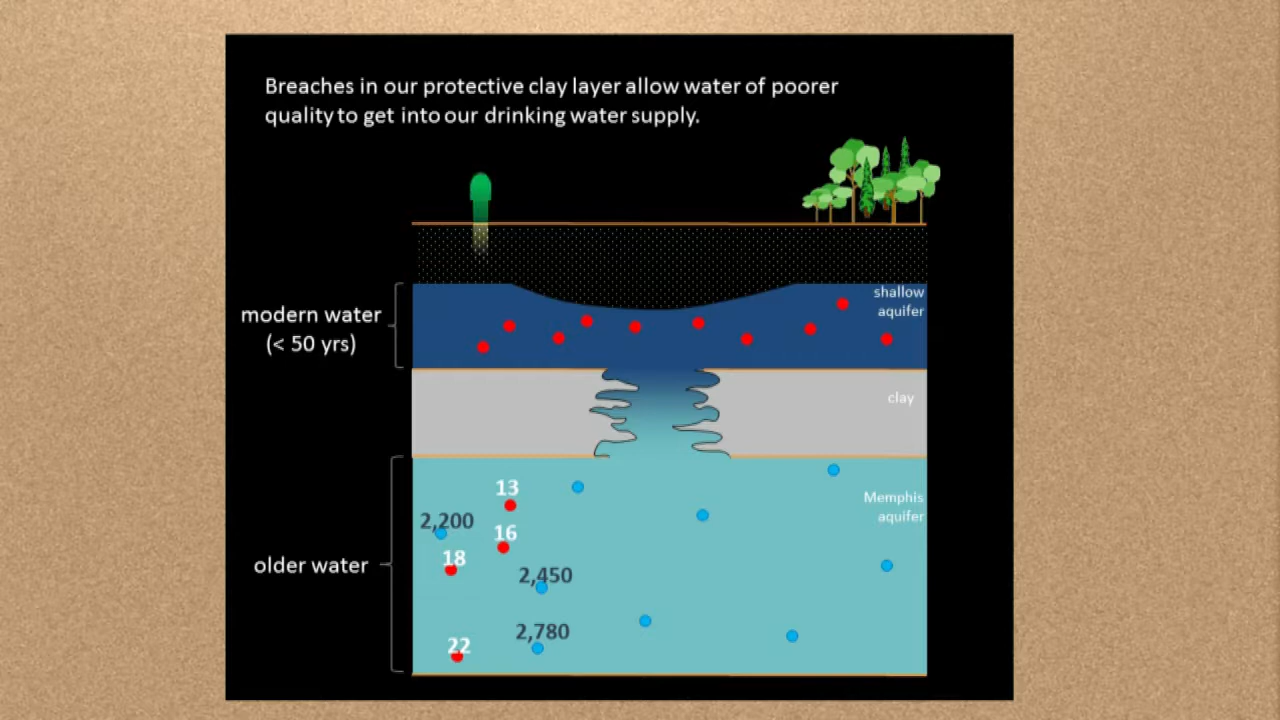 Breaches in our protective clay layer allow water of poorer
quality to get into our drinking water supply.
shallow
aquifer
modern water
(< 50 yrs)
clay
13
Memphis
aquifer
2,200
16
18
older water
2,450
2,780
22